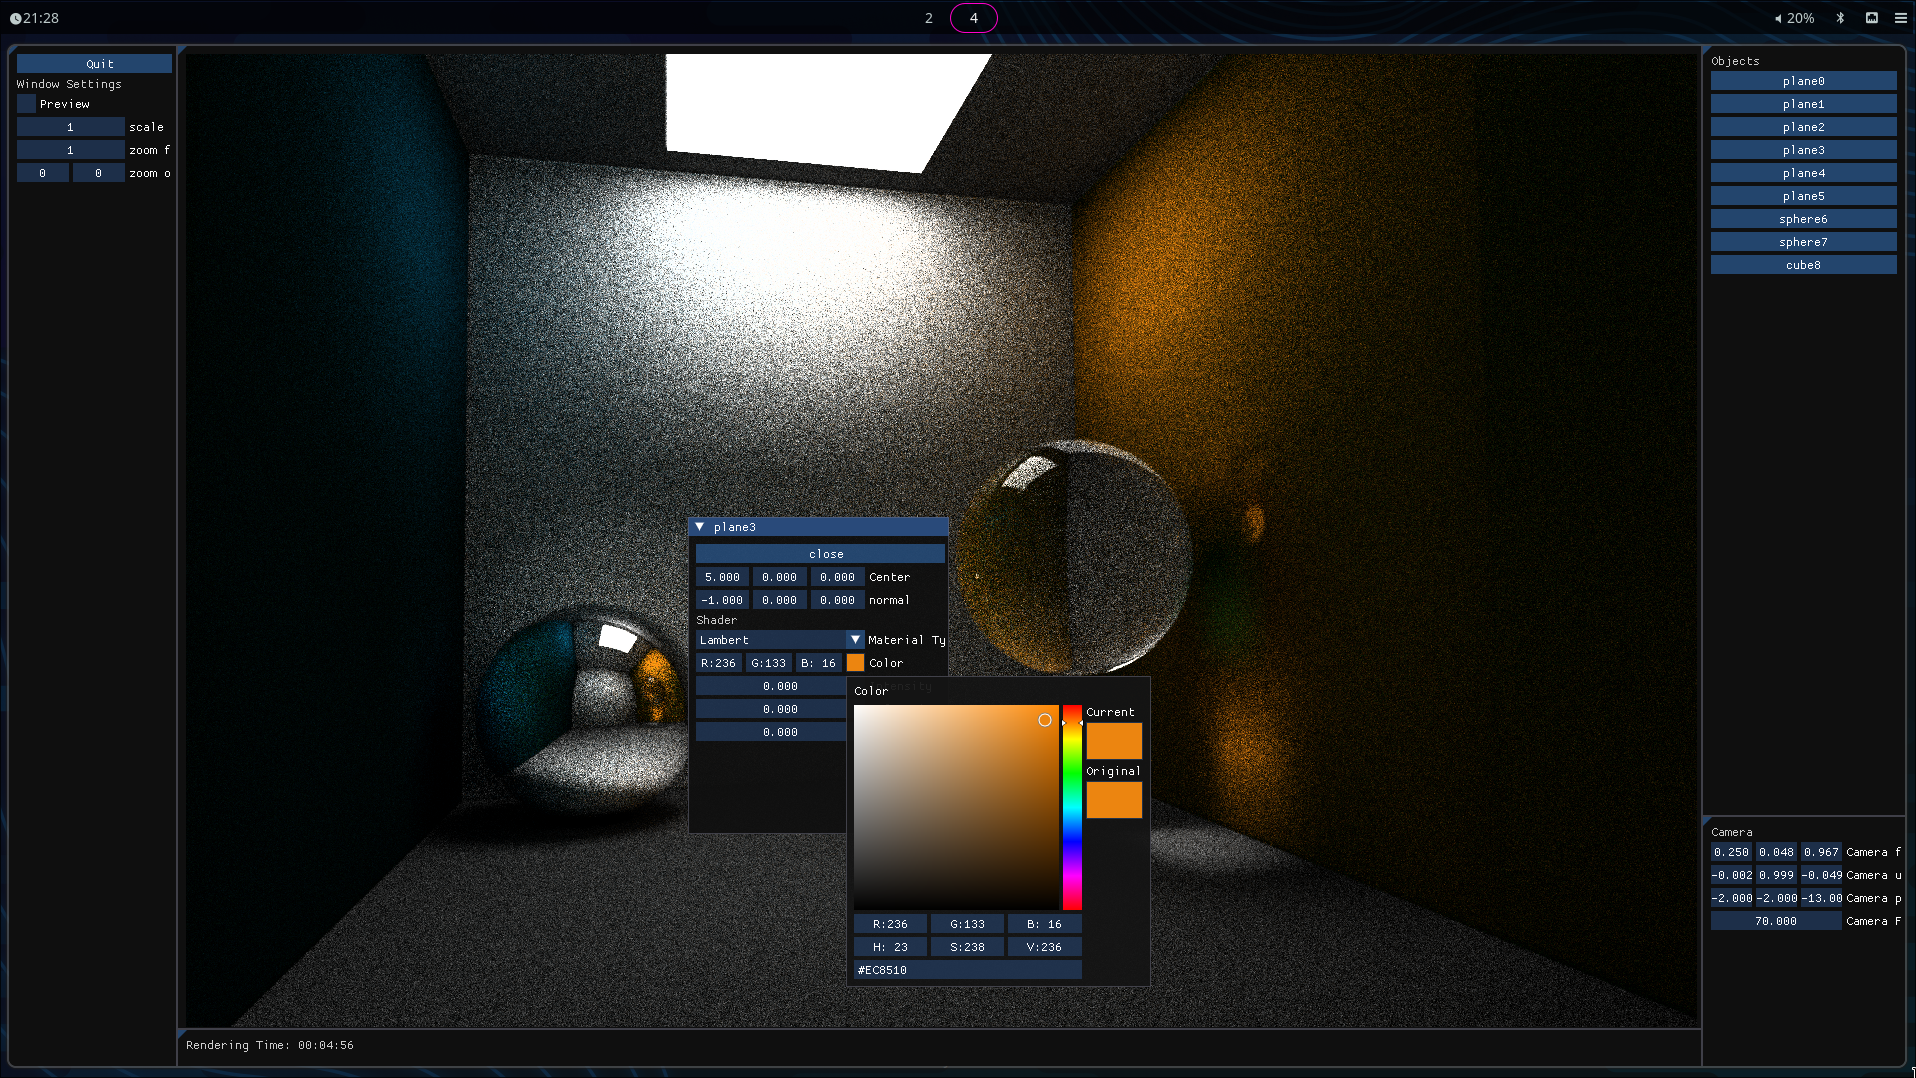 21:28
2
4
20%
Quit
Window Settings
Preview
1 scale
1 zoom f
0 0 zoom o
Objects
plane0
plane1
plane2
plane3
plane4
plane5
sphere6
sphere7
cube8
plane3
close
5.000 0.000 0.000 Center
-1.000 0.000 0.000 normal
Shader
Lambert Material Ty
R:236 G:133 B: 16 Color
0.000
0.000
0.000
Color
Current
Original
R:236 G:133 B: 16
H: 23 S:238 V:236
#EC8510
Camera
0.250 0.048 0.967 Camera f
-0.002 0.999 -0.049 Camera u
-2.000 -2.000 -13.00 Camera p
70.000 Camera F
Rendering Time: 00:04:56